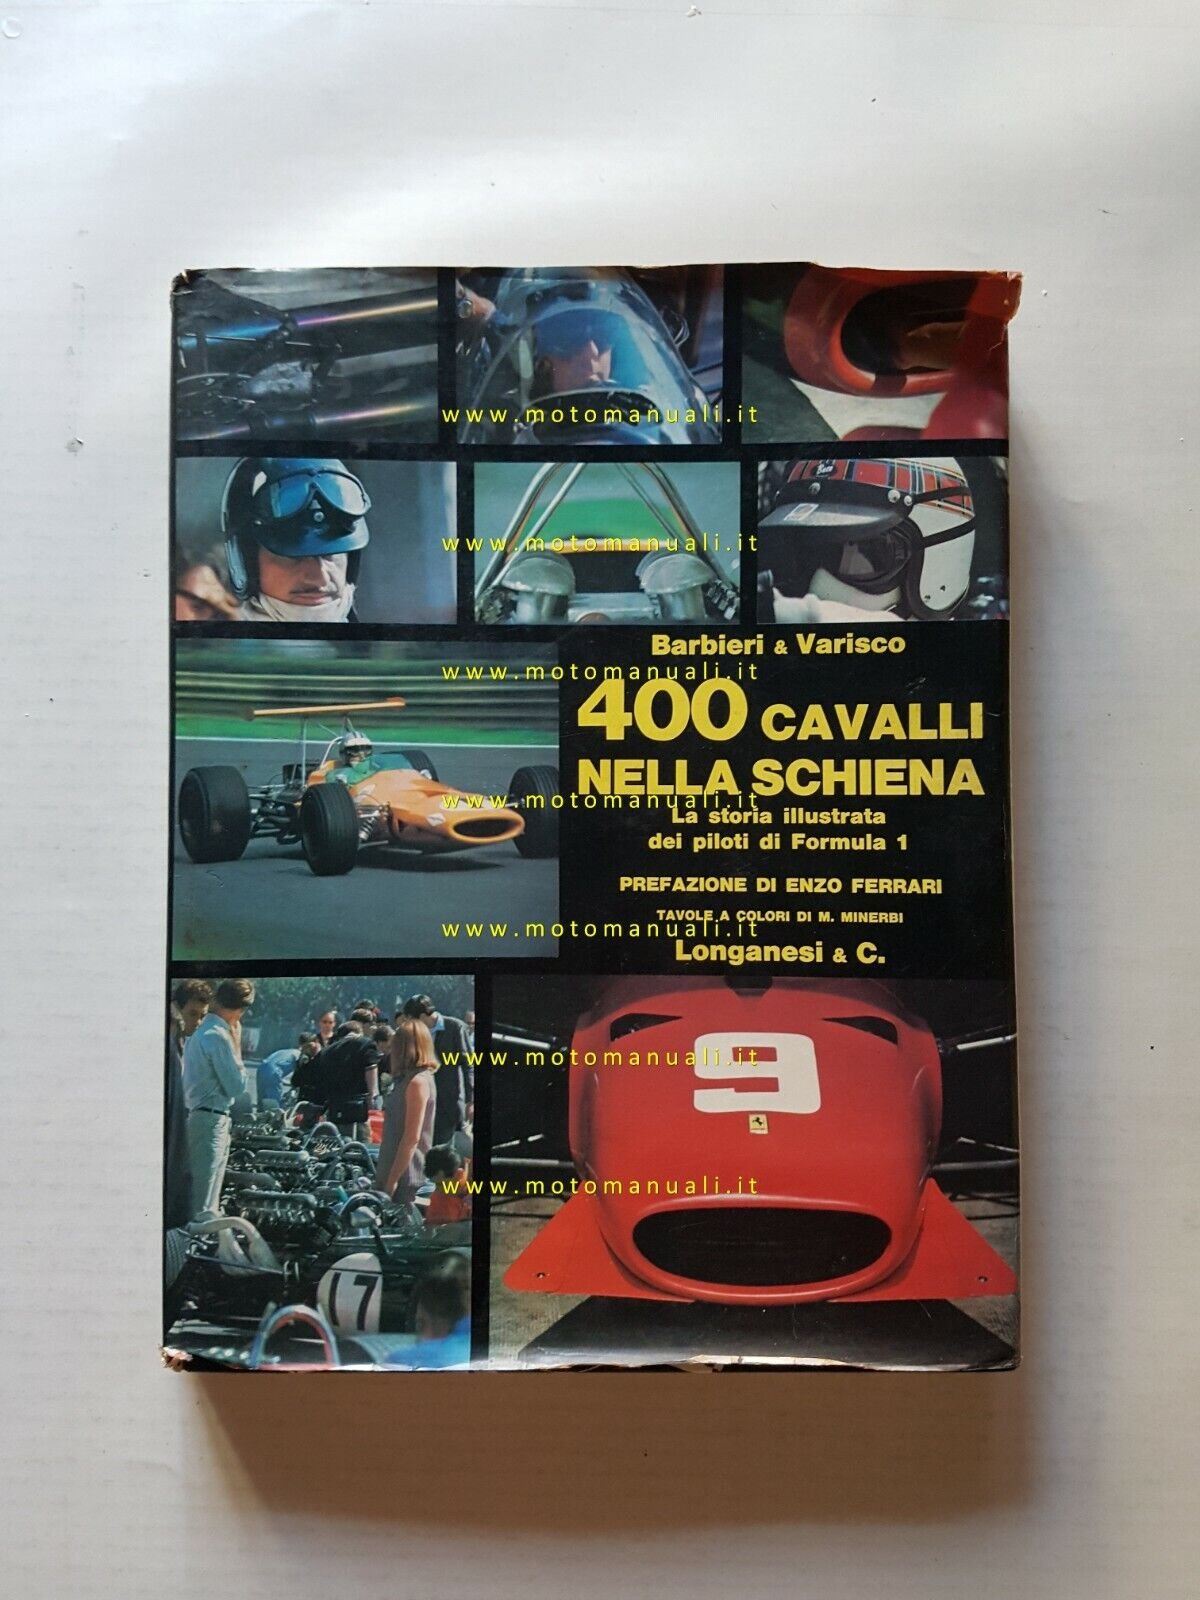 www.motomanuali.it
Beco
www.motomanuali.it
Barbieri & Varisco
www.motomanuali.it
400 CAVALLI
NELLA SCHIENA
www.motomanuali.it
La storia illustrata
dei piloti di Formula 1
PREFAZIONE DI ENZO FERRARI
TAVOLE A COLORI DI M. MINERBI
www.motomanuali.it
Longanesi & C.
9
www.motomanuali.it
www.motomanuali.it
17